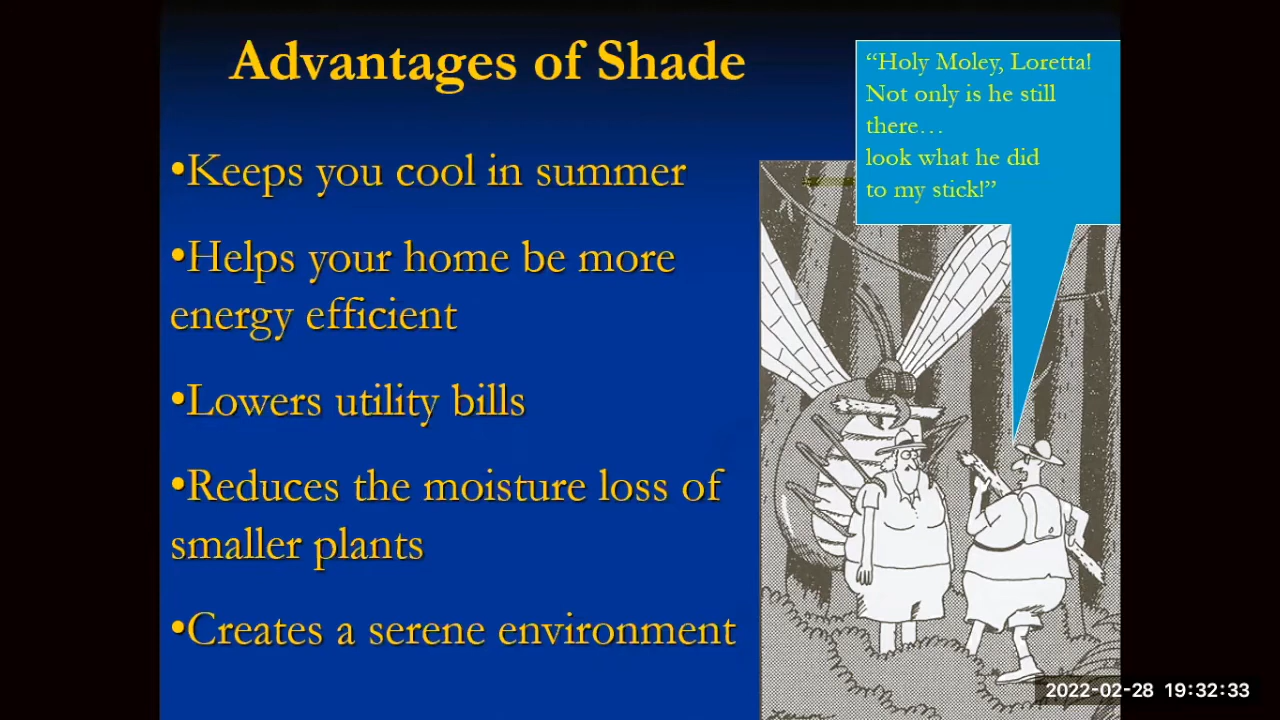 Advantages of Shade
•Keeps you cool in summer
•Helps your home be more
energy efficient
•Lowers utility bills
•Reduces the moisture loss of
smaller plants
•Creates a serene environment
“Holy Moley, Loretta!
Not only is he still
there…
look what he did
to my stick!”
Larson
2022-02-28 19:32:33